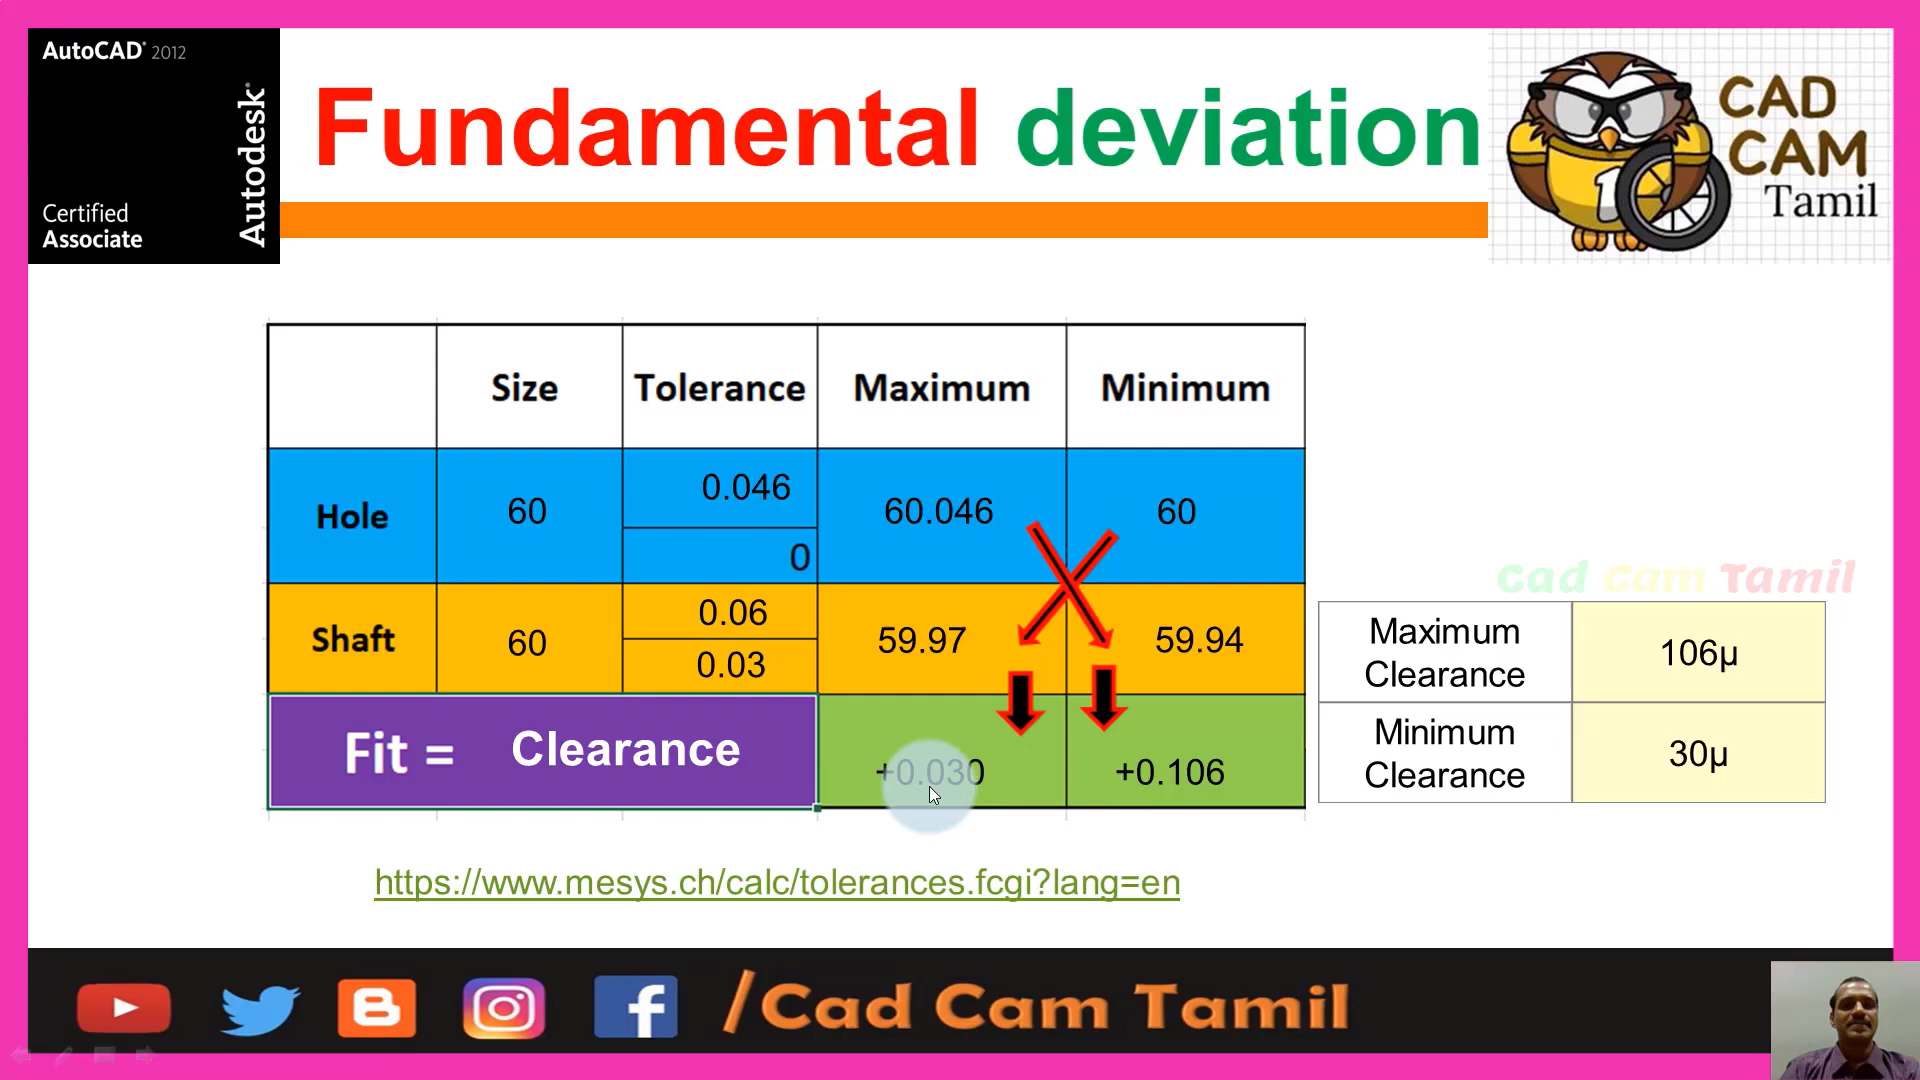 AutoCAD® 2012
Autodesk®
Certified
Associate
Fundamental deviation
CAD
CAM
Tamil
1
Size Tolerance Maximum Minimum
Hole 60 0.046 60.046 60
0
Shaft 60 0.06 59.97 59.94
0.03
Fit = Clearance +0.030 +0.106
Cad Cam Tamil
Maximum
Clearance
106μ
Minimum
Clearance
30μ
https://www.mesys.ch/calc/tolerances.fcgi?lang=en
/Cad Cam Tamil